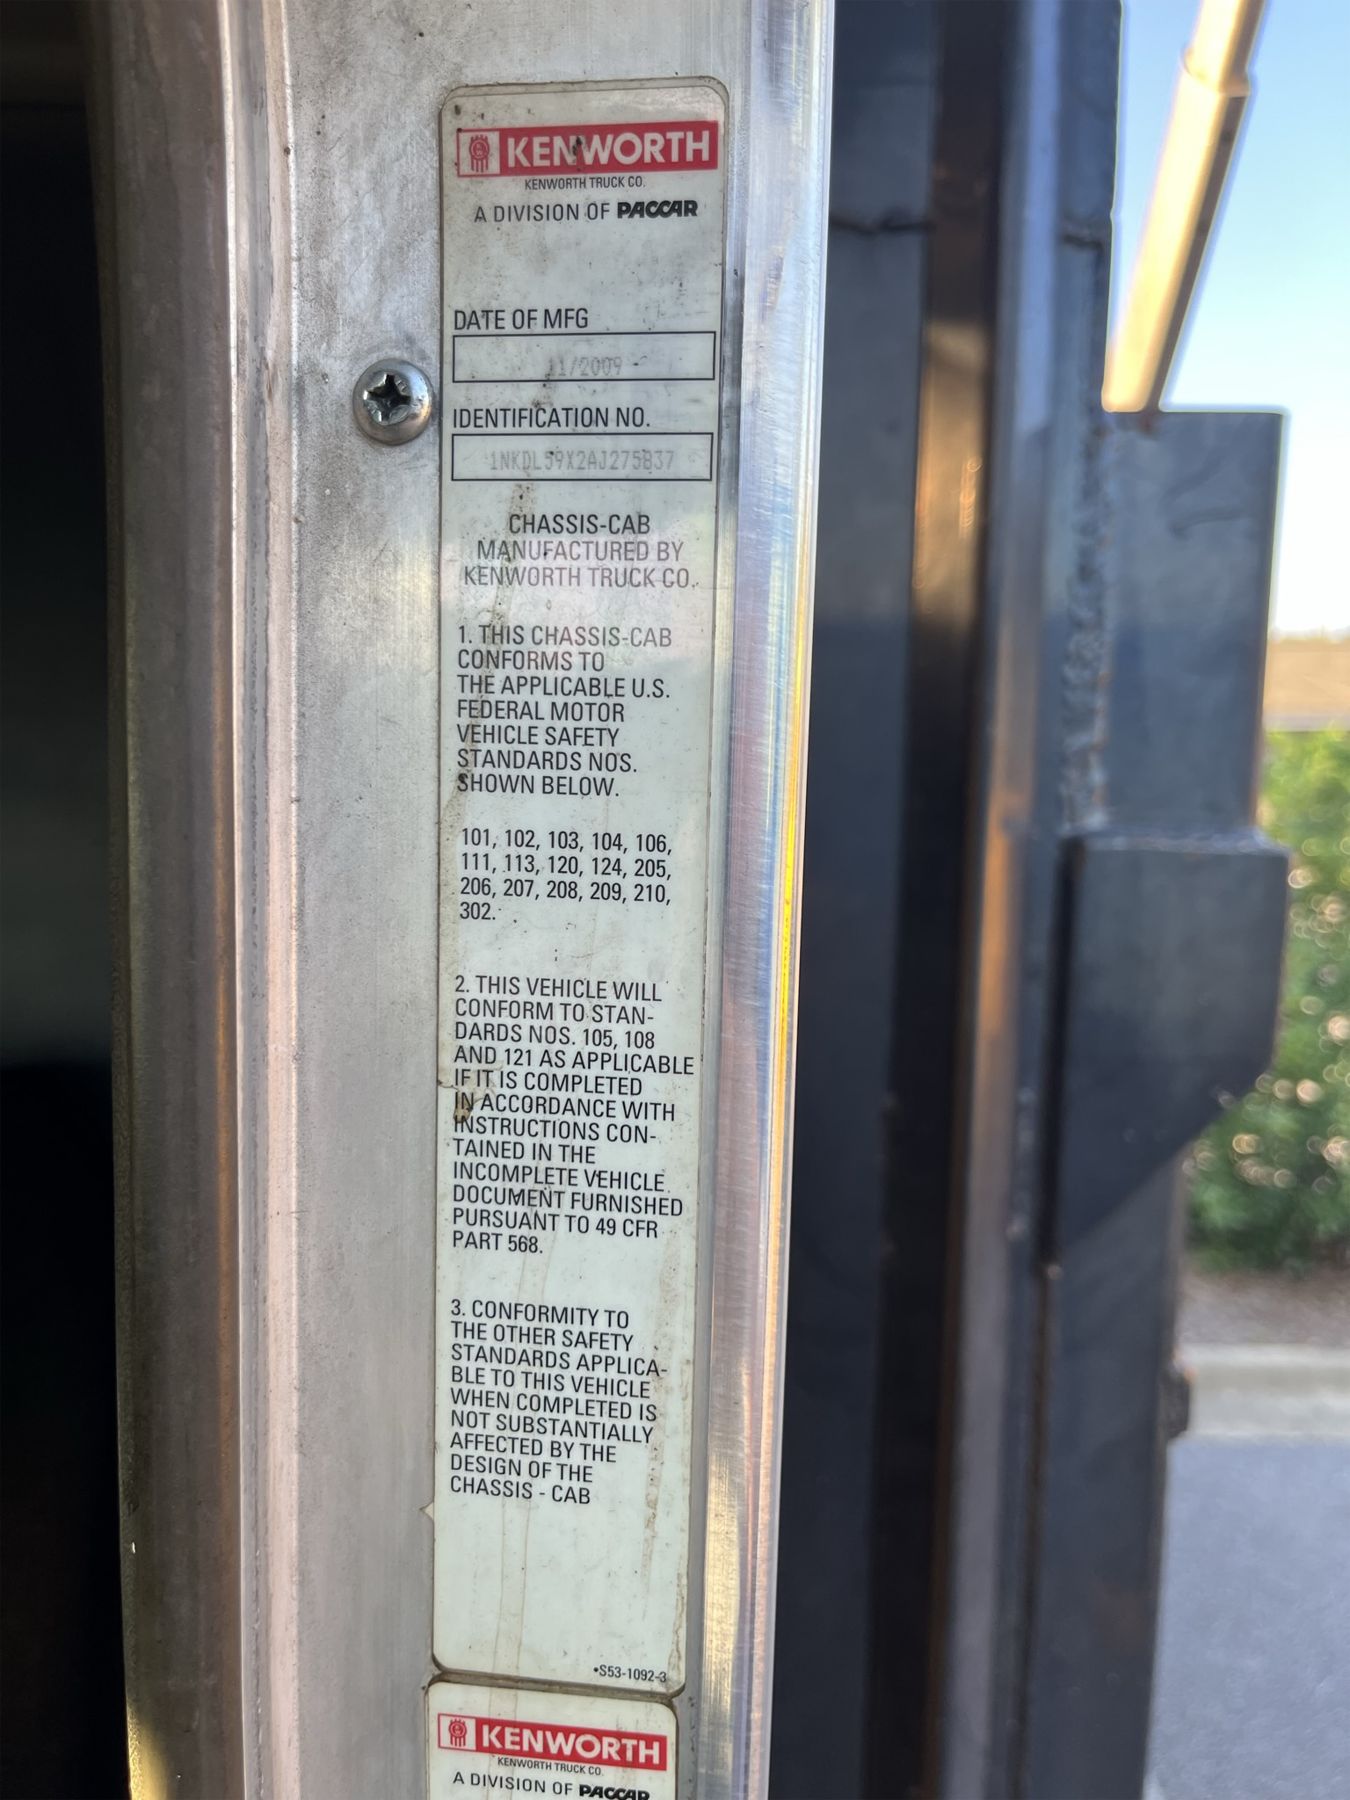 KENWORTH
KENWORTH TRUCK CO.
A DIVISION OF PACCAR
DATE OF MFG
11/2009
IDENTIFICATION NO.
1NKDL59X2AJ275837
CHASSIS-CAB
MANUFACTURED BY
KENWORTH TRUCK CO.
1. THIS CHASSIS-CAB
CONFORMS TO
THE APPLICABLE U.S.
FEDERAL MOTOR
VEHICLE SAFETY
STANDARDS NOS.
SHOWN BELOW.
101, 102, 103, 104, 106,
111, 113, 120, 124, 205,
206, 207, 208, 209, 210,
302.
2. THIS VEHICLE WILL
CONFORM TO STAN-
DARDS NOS. 105, 108
AND 121 AS APPLICABLE
IF IT IS COMPLETED
IN ACCORDANCE WITH
INSTRUCTIONS CON-
TAINED IN THE
INCOMPLETE VEHICLE
DOCUMENT FURNISHED
PURSUANT TO 49 CFR
PART 568.
3. CONFORMITY TO
THE OTHER SAFETY
STANDARDS APPLICA-
BLE TO THIS VEHICLE
WHEN COMPLETED IS
NOT SUBSTANTIALLY
AFFECTED BY THE
DESIGN OF THE
CHASSIS - CAB
•S53-1092-3
KENWORTH
KENWORTH TRUCK CO.
A DIVISION OF PACCAR